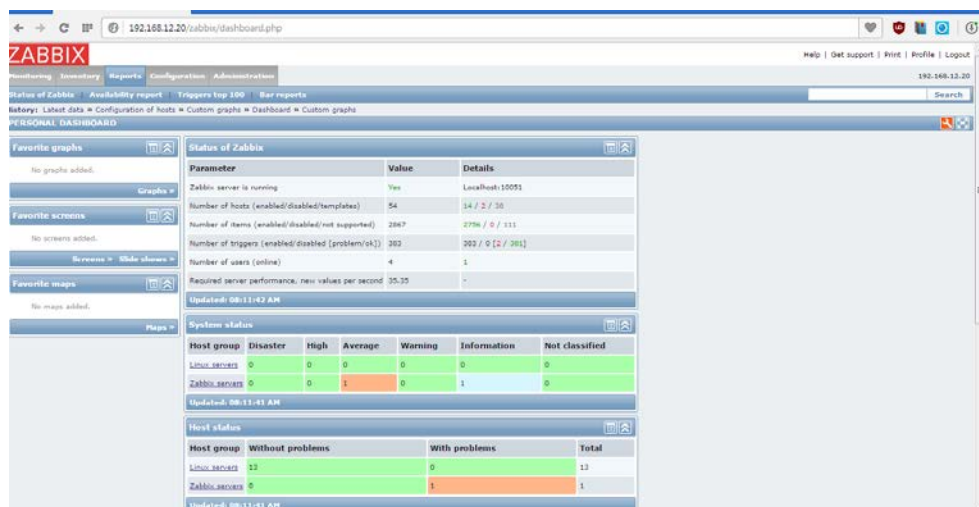 192.168.12.20/zabbix/dashboard.php
ZABBIX
Help | Get support | Print | Profile | Logout
Monitoring Inventory Reports Configuration Administration
192.168.12.20
Status of Zabbix | Availability report | Triggers top 100 | Bar reports
Search
History: Latest data » Configuration of hosts » Custom graphs » Dashboard » Custom graphs
PERSONAL DASHBOARD
Favorite graphs
No graphs added.
Graphs »
Favorite screens
No screens added.
Screens » Slide shows »
Favorite maps
No maps added.
Maps »
Status of Zabbix
Parameter Value Details
Zabbix server is running Yes Localhost:10051
Number of hosts (enabled/disabled/templates) 54 14 / 2 / 38
Number of items (enabled/disabled/not supported) 2867 2756 / 0 / 111
Number of triggers (enabled/disabled [problem/ok]) 383 383 / 0 [2 / 381]
Number of users (online) 4 1
Required server performance, new values per second 35.35 -
Updated: 08:11:42 AM
System status
Host group Disaster High Average Warning Information Not classified
Linux servers 0 0 0 0 0 0
Zabbix servers 0 0 1 0 1 0
Updated: 08:11:41 AM
Host status
Host group Without problems With problems Total
Linux servers 13 0 13
Zabbix servers 0 1 1
Updated: 08:11:41 AM